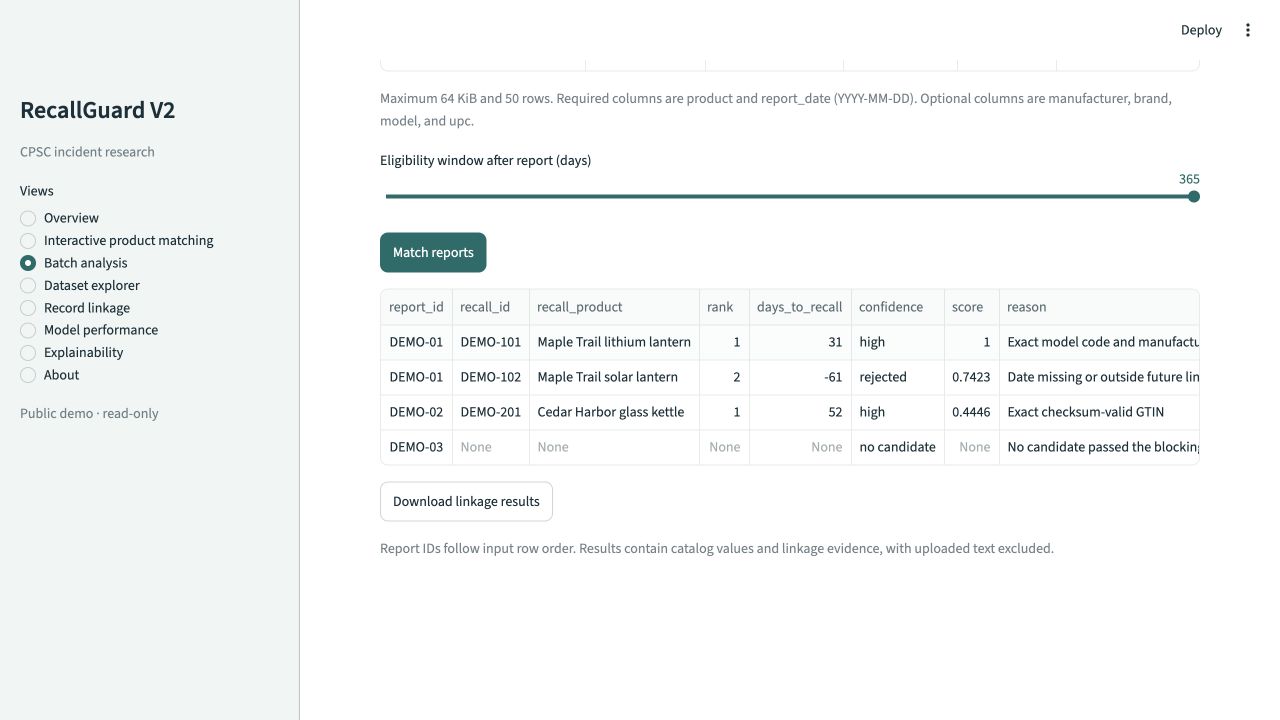 Deploy
RecallGuard V2
CPSC incident research
Views
Overview
Interactive product matching
Batch analysis
Dataset explorer
Record linkage
Model performance
Explainability
About
Public demo · read-only
Maximum 64 KiB and 50 rows. Required columns are product and report_date (YYYY-MM-DD). Optional columns are manufacturer, brand,
model, and upc.
Eligibility window after report (days)
365
Match reports
report_id recall_id recall_product rank days_to_recall confidence score reason
DEMO-01 DEMO-101 Maple Trail lithium lantern 1 31 high 1 Exact model code and manufactu
DEMO-01 DEMO-102 Maple Trail solar lantern 2 -61 rejected 0.7423 Date missing or outside future lin
DEMO-02 DEMO-201 Cedar Harbor glass kettle 1 52 high 0.4446 Exact checksum-valid GTIN
DEMO-03 None None None None no candidate None No candidate passed the blocking
Download linkage results
Report IDs follow input row order. Results contain catalog values and linkage evidence, with uploaded text excluded.